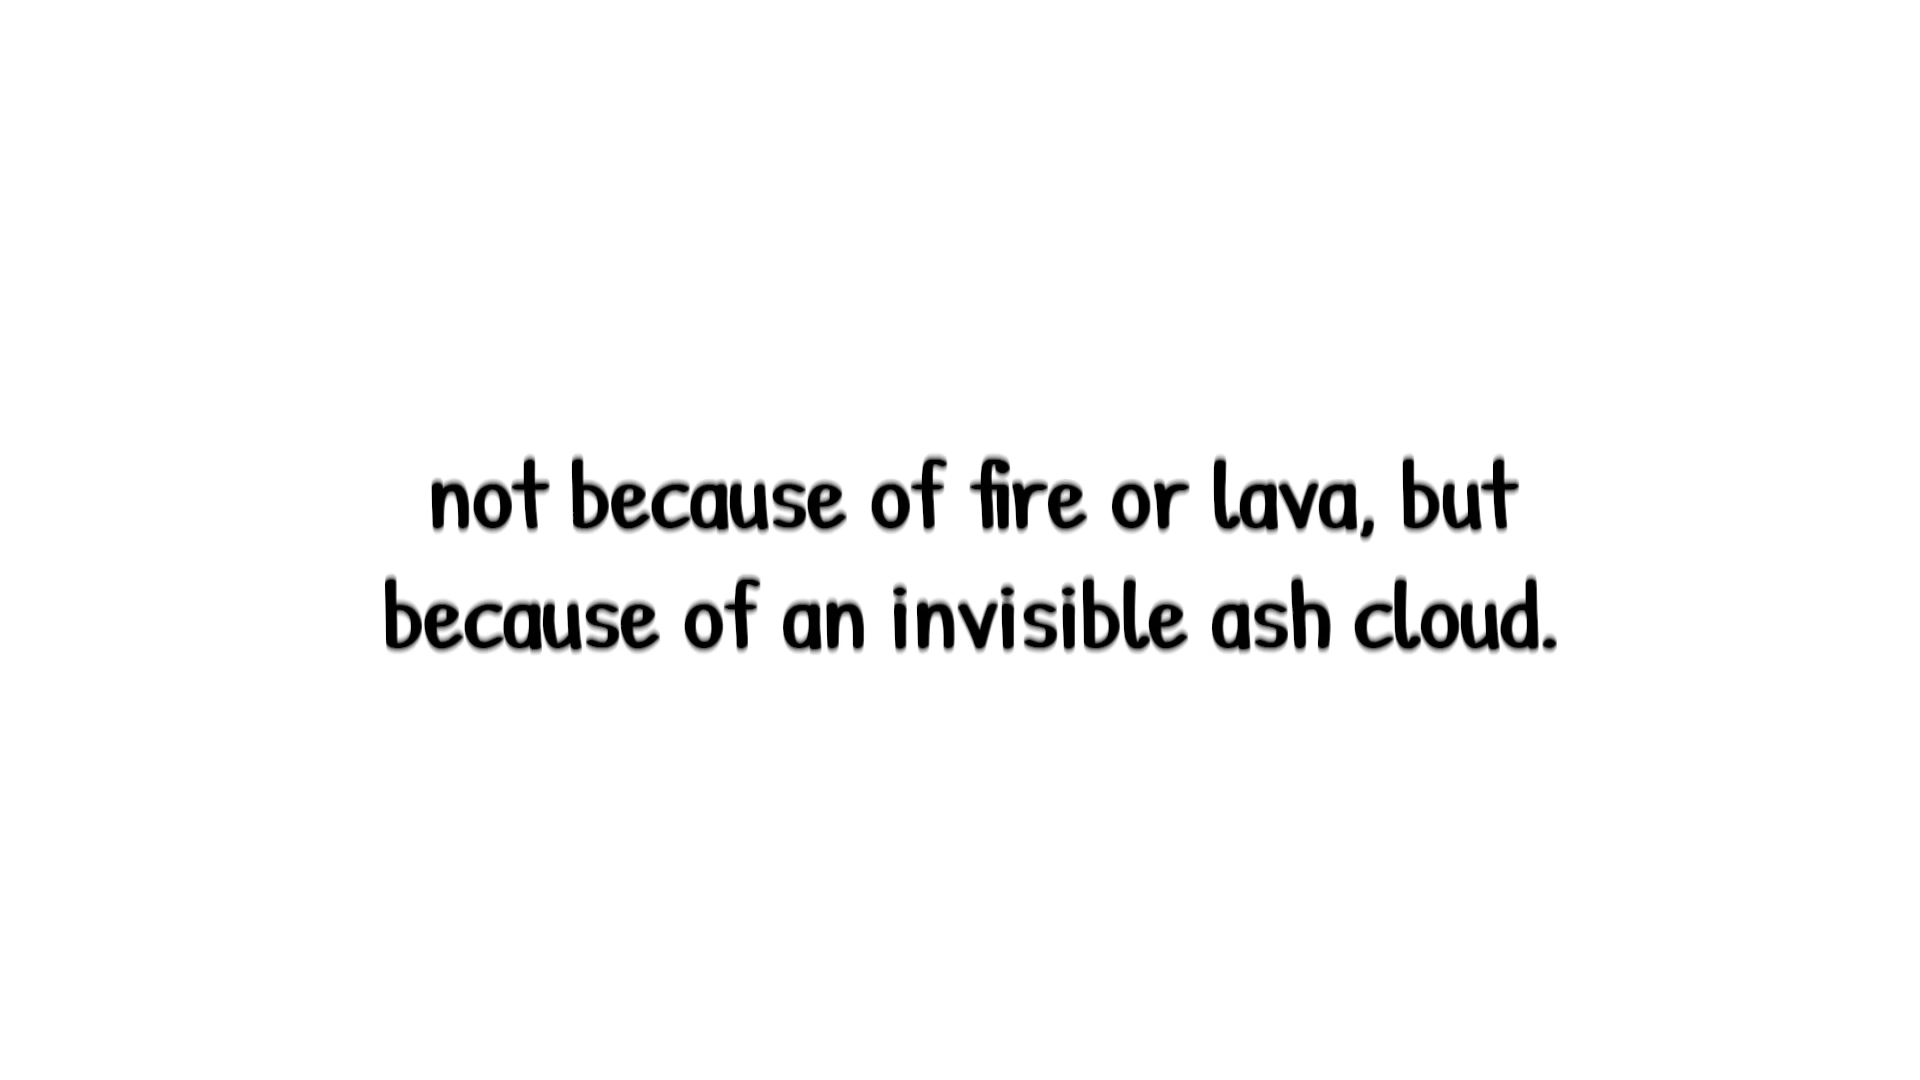 not because of fire or lava, but
because of an invisible ash cloud.